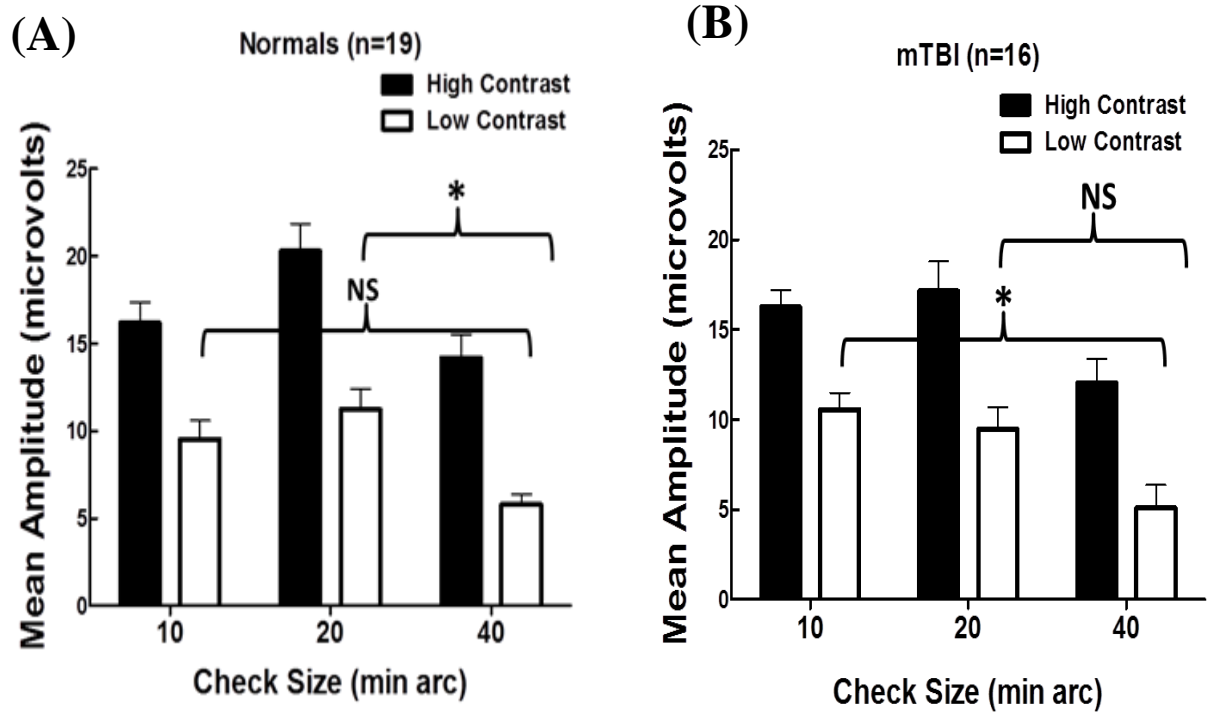 (A)
Normals (n=19)
High Contrast
Low Contrast
Mean Amplitude (microvolts)
25
20
15
10
5
0
*
NS
10 20 40
Check Size (min arc)
(B)
mTBI (n=16)
High Contrast
Low Contrast
Mean Amplitude (microvolts)
25
20
15
10
5
0
NS
*
10 20 40
Check Size (min arc)